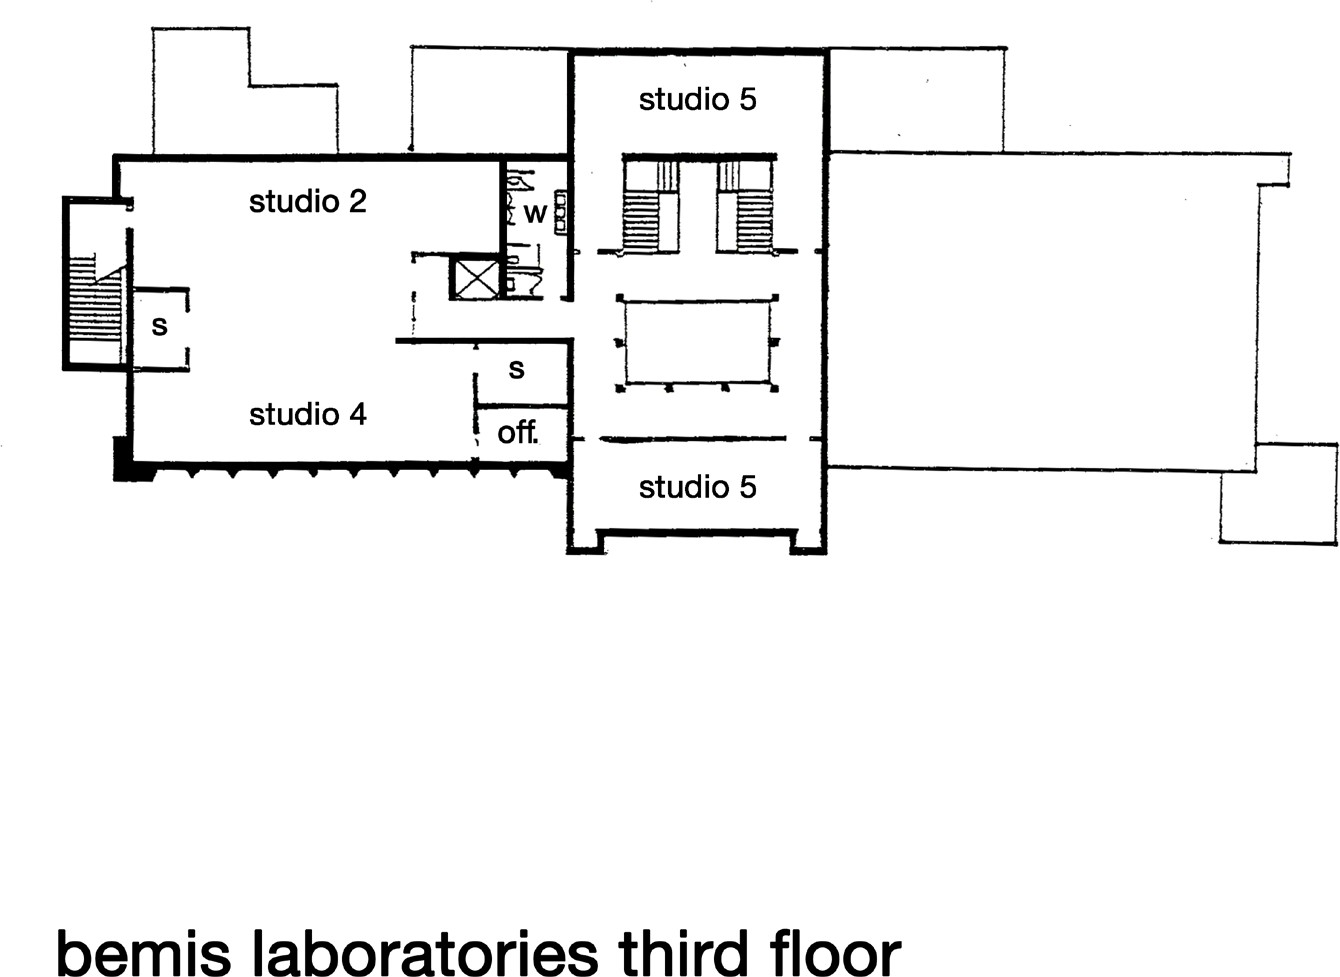 studio 5
studio 2
w
s
s
studio 4
off.
studio 5
bemis laboratories third floor